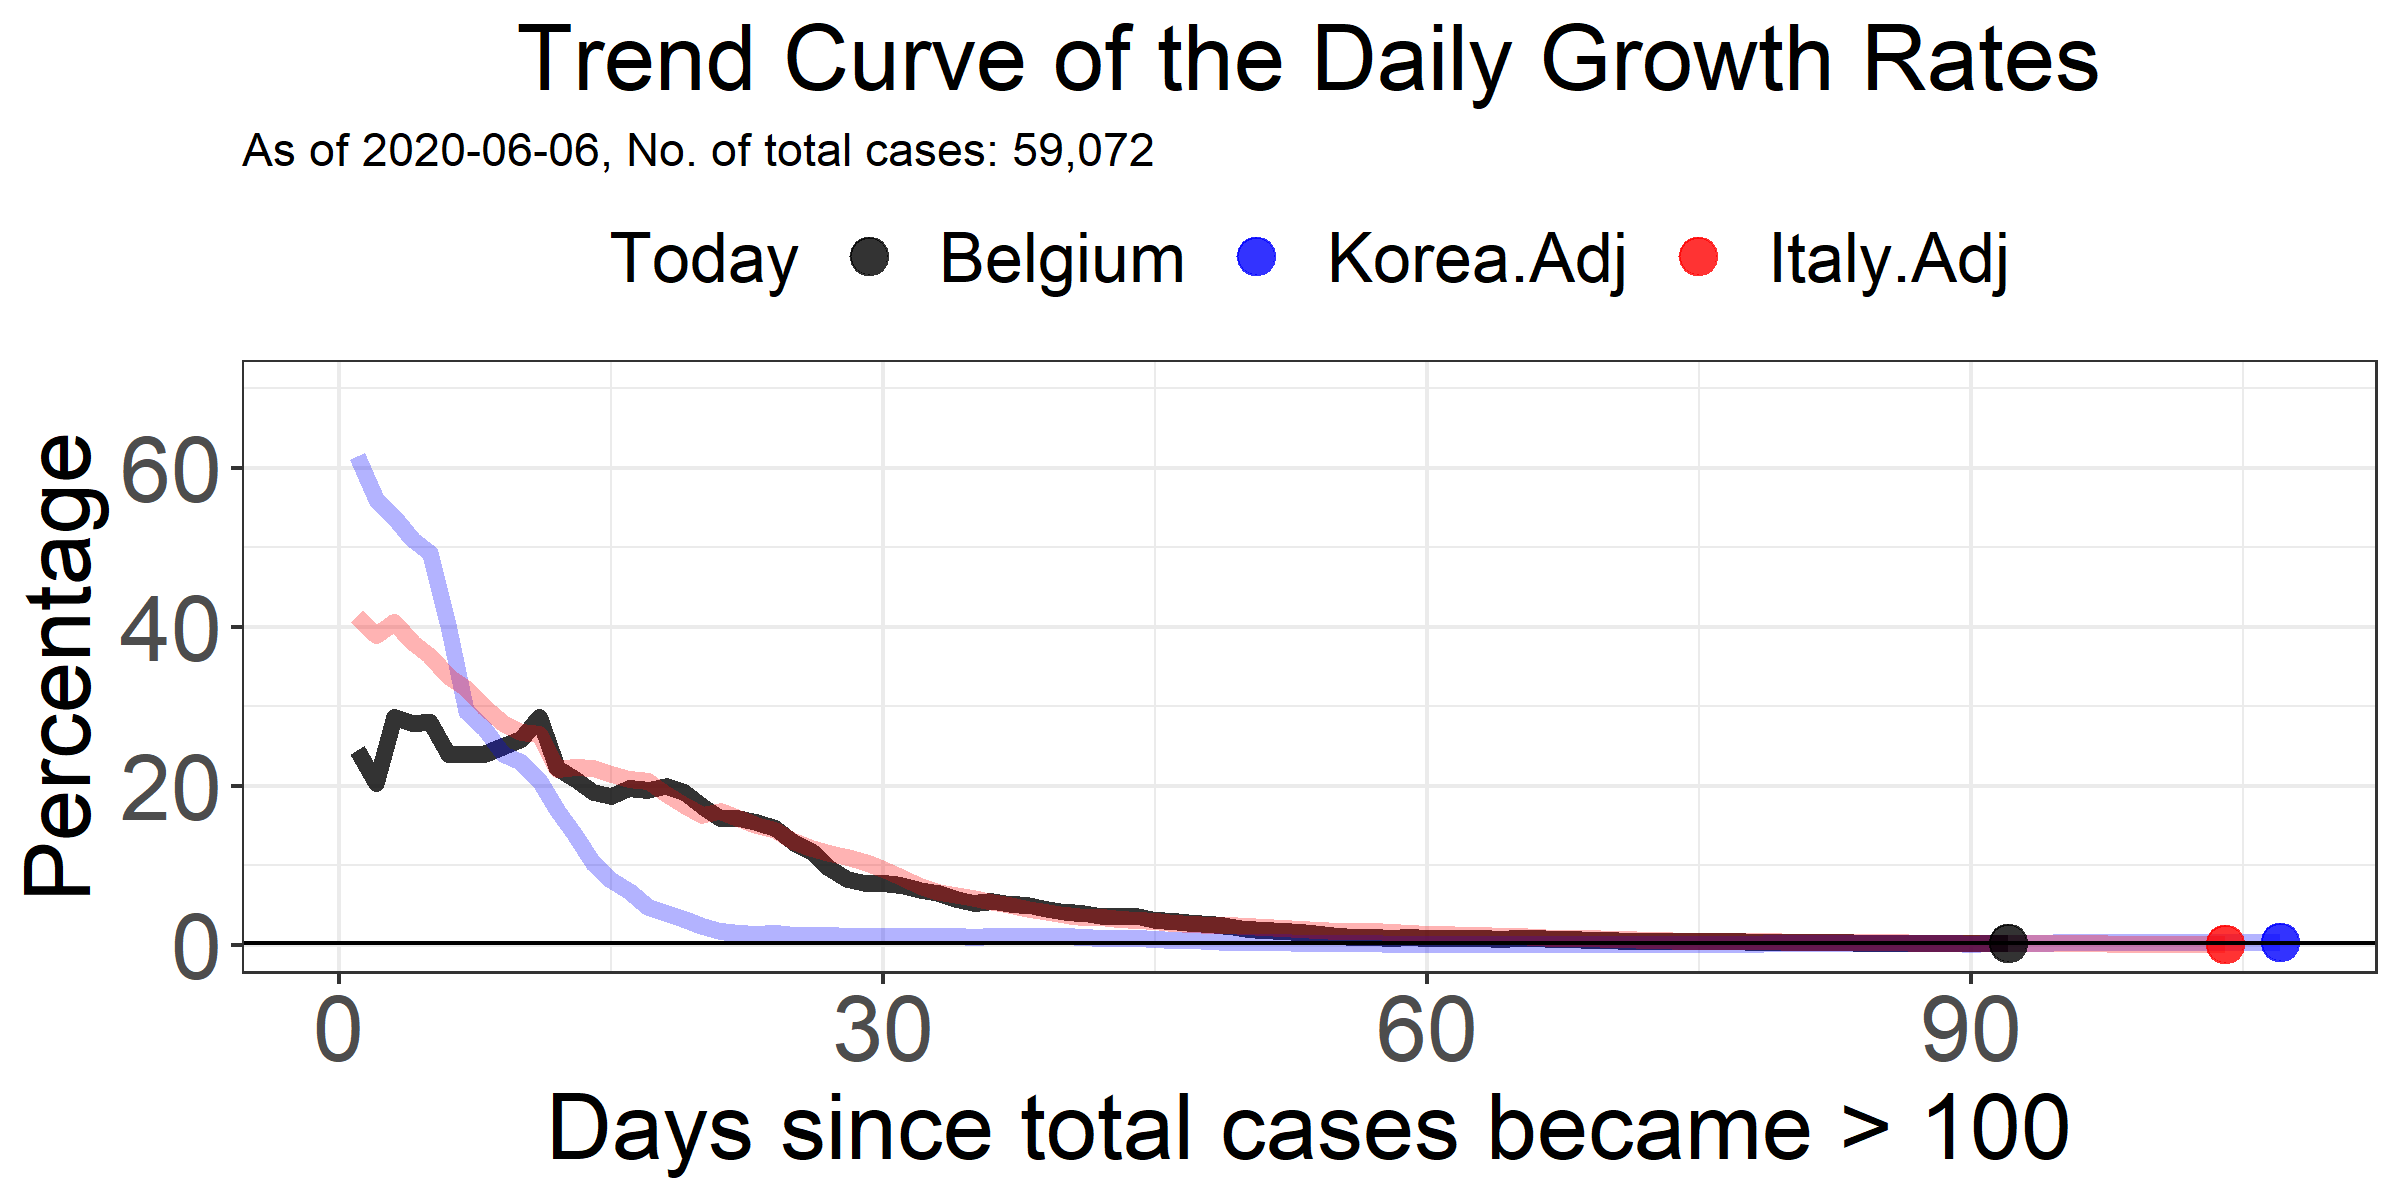 Trend Curve of the Daily Growth Rates
As of 2020-06-06, No. of total cases: 59,072
Today Belgium Korea.Adj Italy.Adj
Percentage
60
40
20
0
0 30 60 90
Days since total cases became > 100